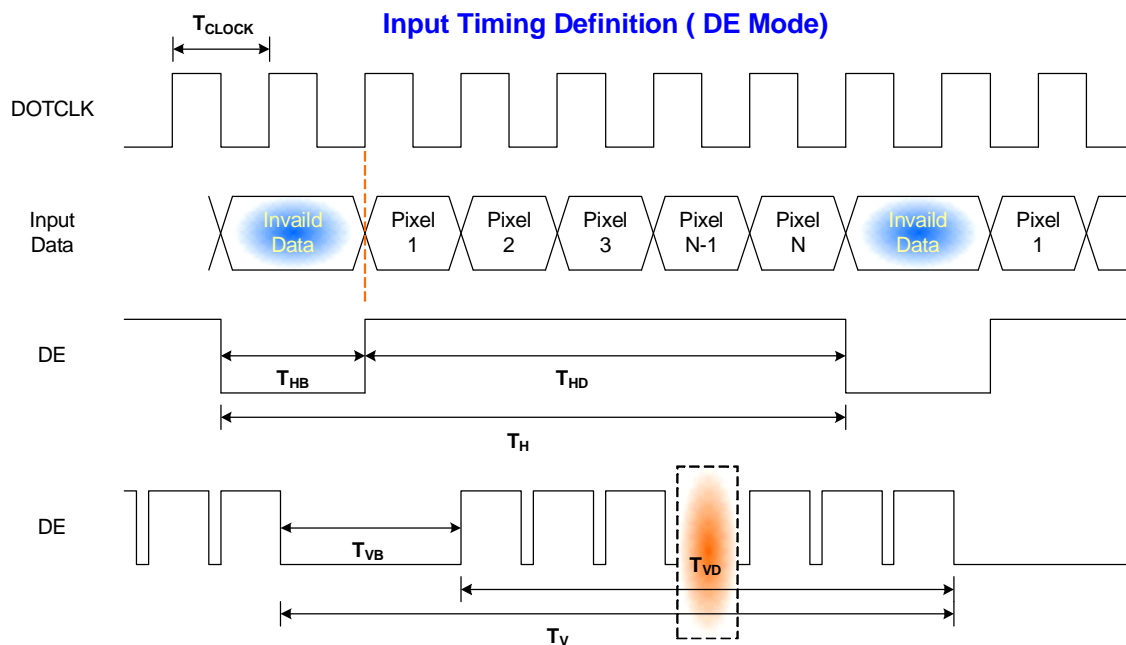 Input Timing Definition ( DE Mode)
TCLOCK
DOTCLK
Input
Data
Invaild
Data
Pixel
1
Pixel
2
Pixel
3
Pixel
N-1
Pixel
N
Invaild
Data
Pixel
1
DE
THB
THD
TH
DE
TVB
TVD
TV